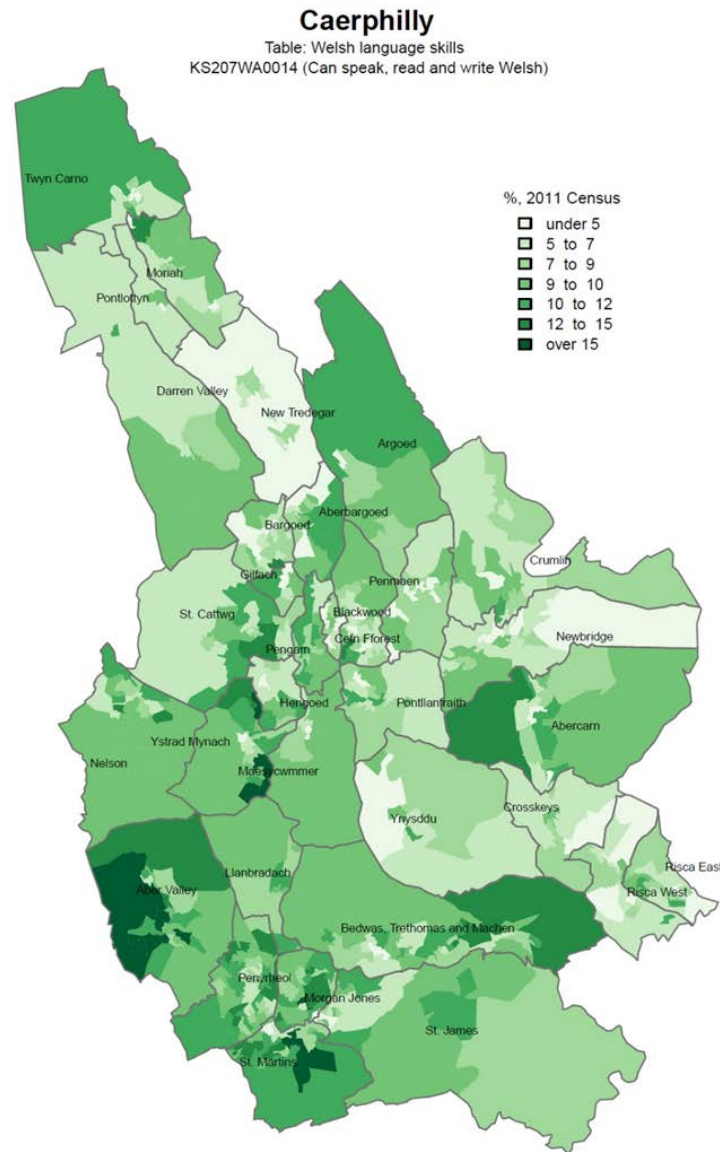 Caerphilly
Table: Welsh language skills
KS207WA0014 (Can speak, read and write Welsh)
Twyn Carno
%, 2011 Census
under 5
5 to 7
7 to 9
9 to 10
10 to 12
12 to 15
over 15
Moriah
Pontlottyn
Darren Valley
New Tredegar
Argoed
Aberbargoed
Bargoed
Crumlin
Gilfach
Penmaen
St. Cattwg
Blackwood
Cefn Fforest
Newbridge
Pengam
Hengoed
Pontllanfraith
Abercarn
Ystrad Mynach
Nelson
Maesycwmmer
Crosskeys
Ynysddu
Risca East
Llanbradach
Aber Valley
Risca West
Bedwas, Trethomas and Machen
Penyrheol
Morgan Jones
St. James
St. Martins